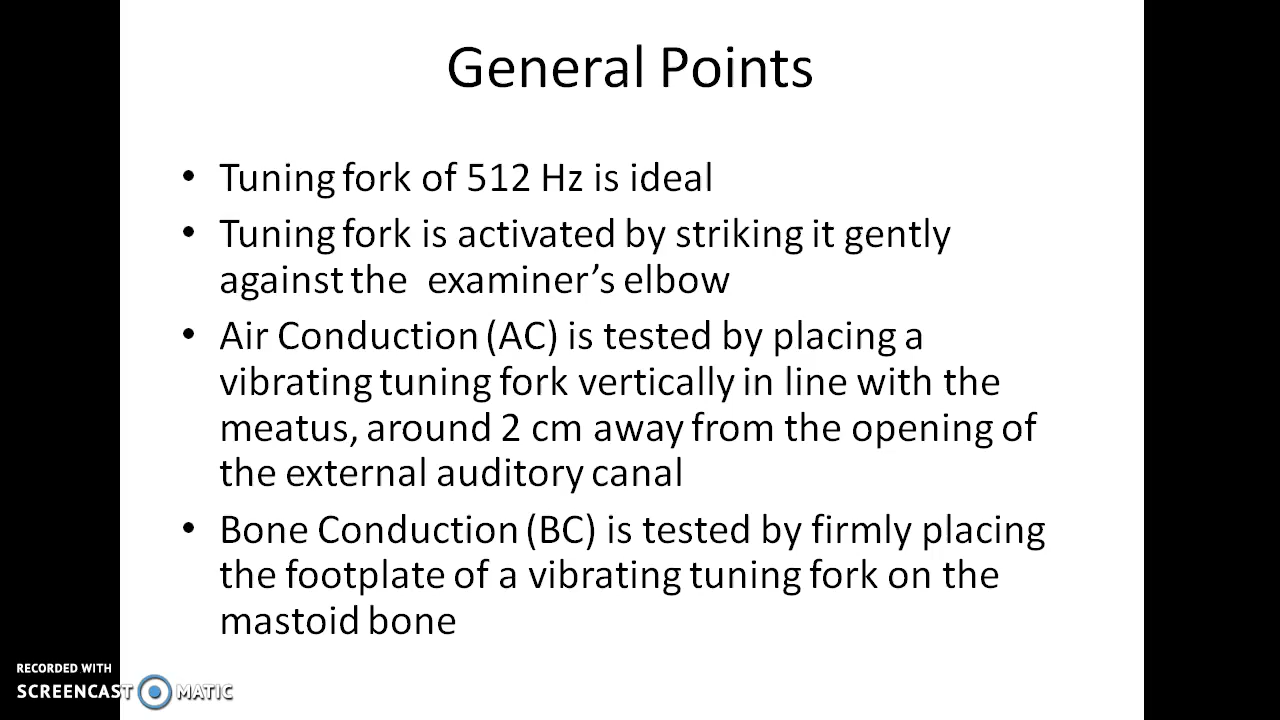 General Points
• Tuning fork of 512 Hz is ideal
• Tuning fork is activated by striking it gently
against the  examiner’s elbow
• Air Conduction (AC) is tested by placing a
vibrating tuning fork vertically in line with the
meatus, around 2 cm away from the opening of
the external auditory canal
• Bone Conduction (BC) is tested by firmly placing
the footplate of a vibrating tuning fork on the
mastoid bone
RECORDED WITH
SCREENCAST MATIC